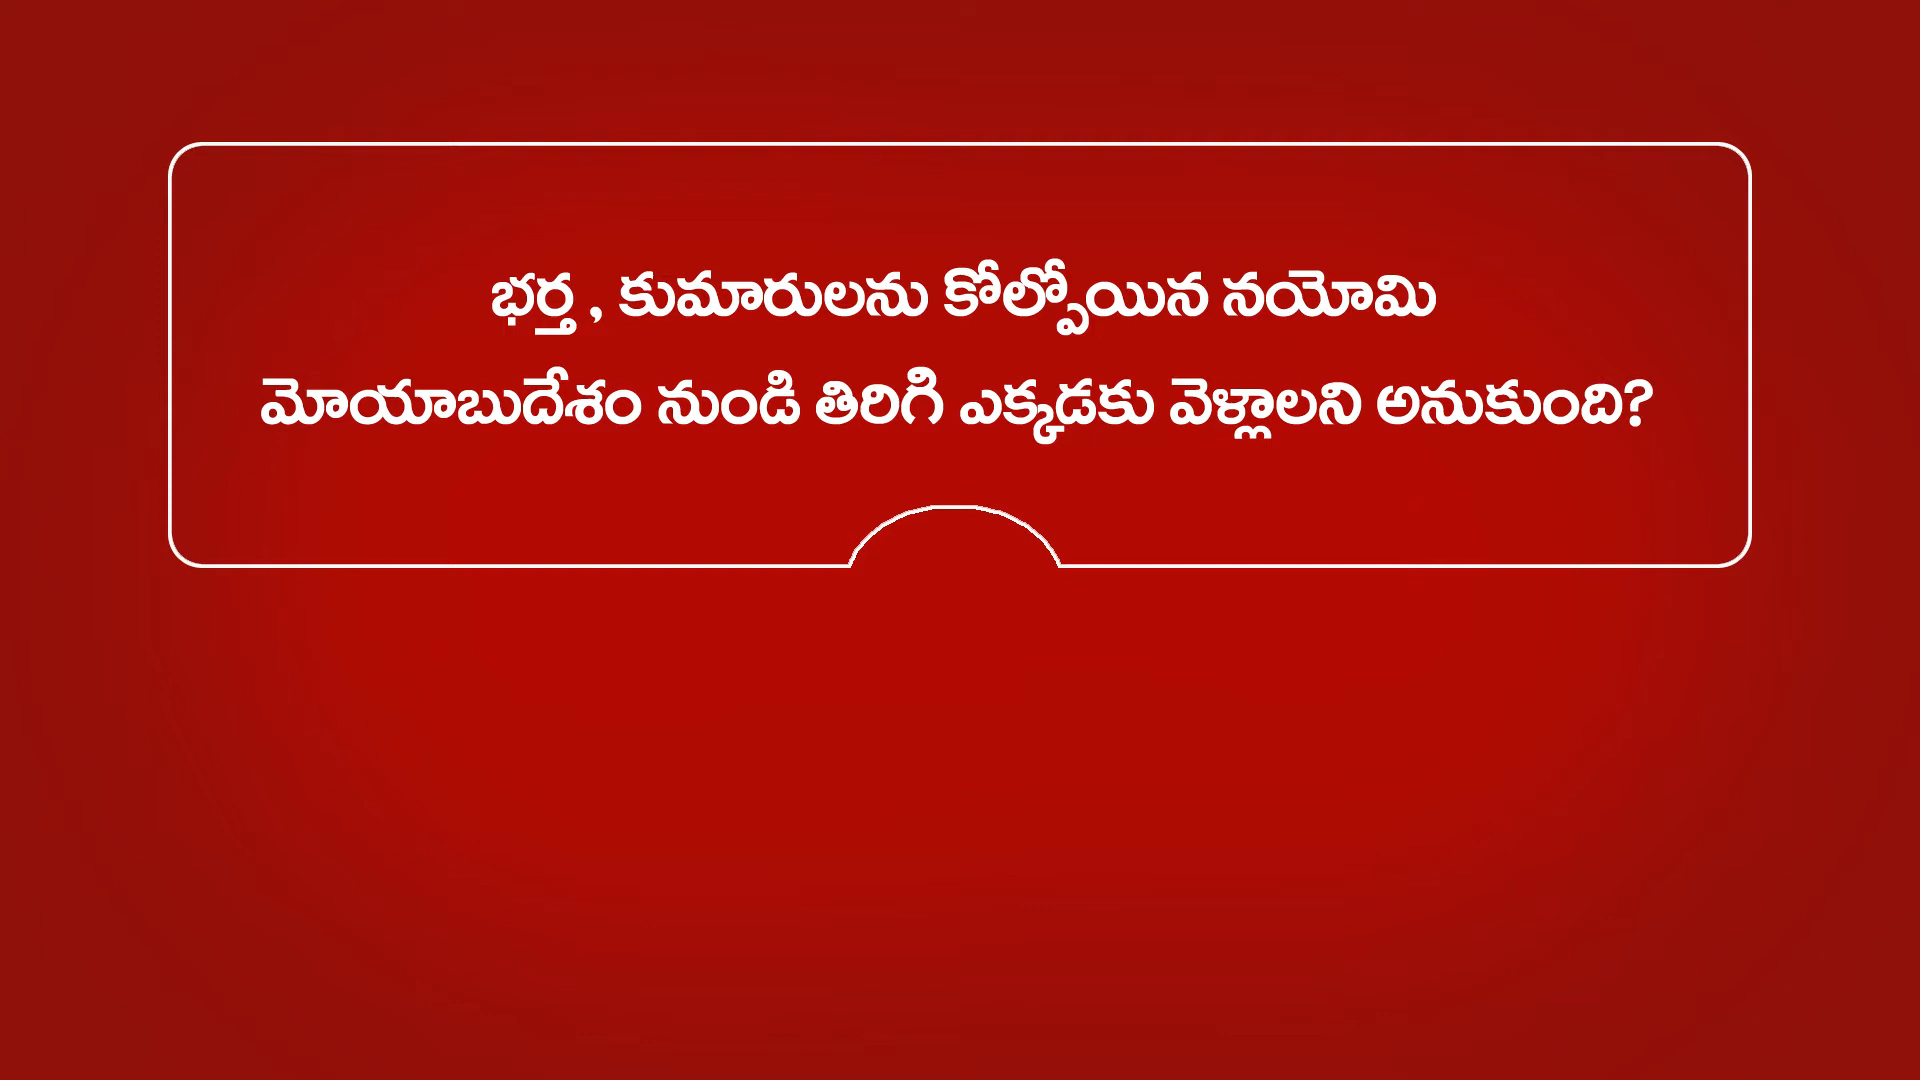 భర్త , కుమారులను కోల్పోయిన నయోమి
మోయాబుదేశం నుండి తిరిగి ఎక్కడకు వెళ్లాలని అనుకుంది?